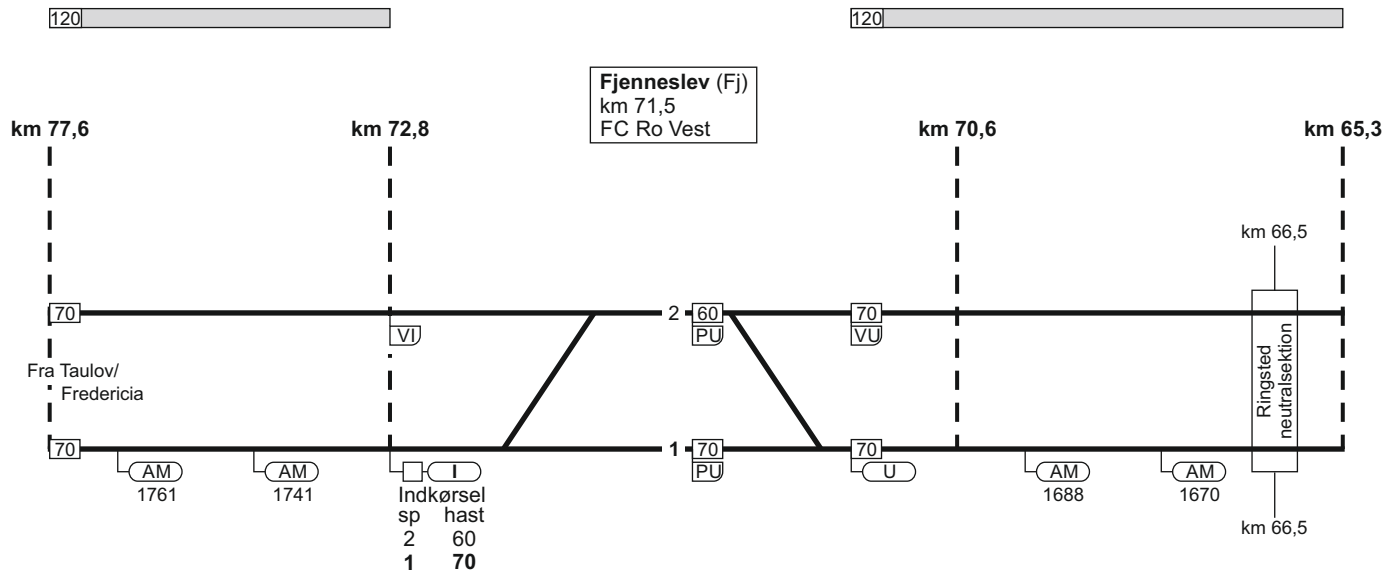 120
120
Fjenneslev (Fj)
km 71,5
FC Ro Vest
km 77,6
km 72,8
km 70,6
km 65,3
km 66,5
70
2
60
70
VI
PU
VU
Fra Taulov/
Fredericia
Ringsted
neutralsektion
70
1
70
70
AM
AM
I
PU
U
AM
AM
1761
1741
Indkørsel
1688
1670
sp hast
2 60
1 70
km 66,5